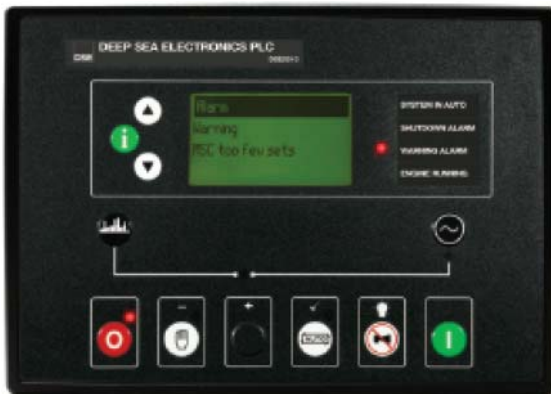 DSE DEEP SEA ELECTRONICS PLC
Alarm
Warning
MSC too few sets
i
SYSTEM IN AUTO
SHUTDOWN ALARM
WARNING ALARM
ENGINE RUNNING
O
I